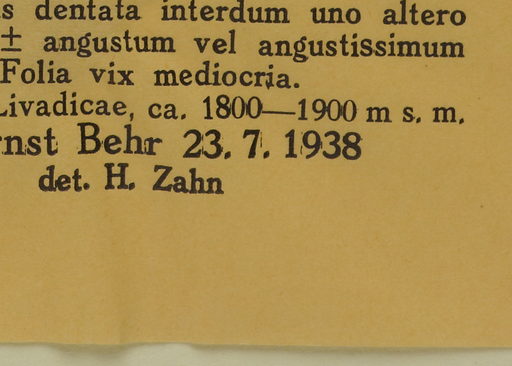 s dentata interdum uno altero
± angustum vel angustissimum
Folia vix mediocria.
Livadicae, ca. 1800—1900 m s. m.
rnst Behr 23. 7. 1938
det. H. Zahn